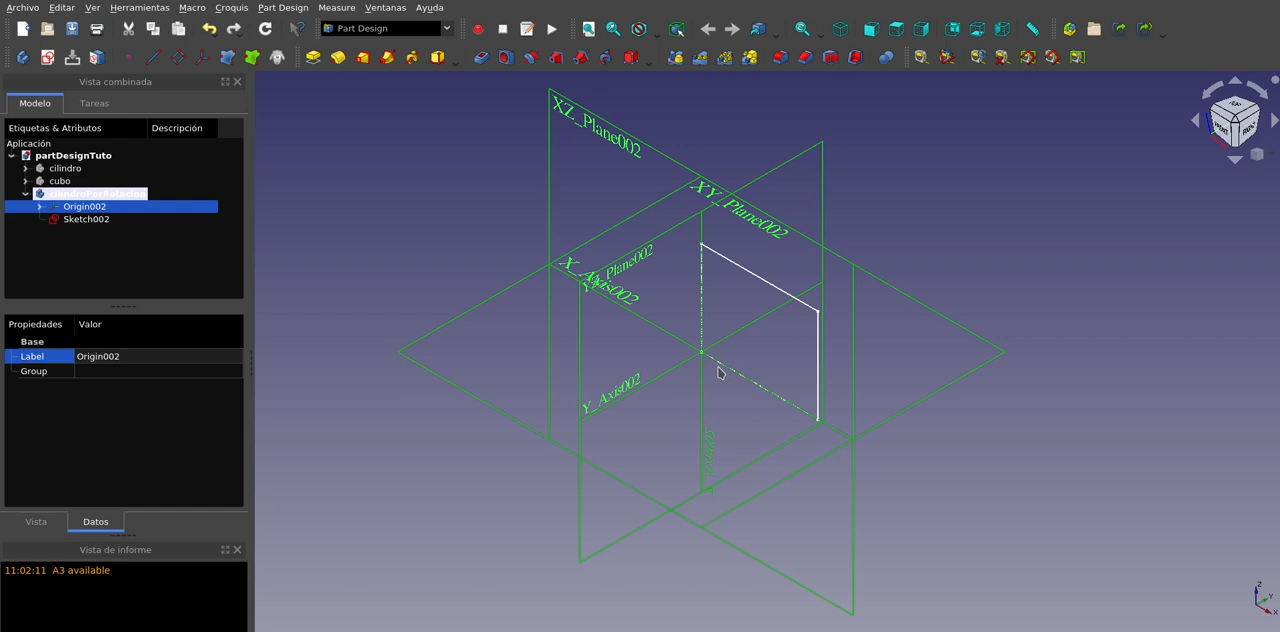 Archivo Editar Ver Herramientas Macro Croquis Part Design Measure Ventanas Ayuda
Part Design
Vista combinada
Modelo Tareas
Etiquetas & Atributos Descripción
Aplicación
partDesignTuto
cilindro
cubo
Origin002
Sketch002
Propiedades Valor
Base
Label Origin002
Group
Vista Datos
Vista de informe
11:02:11 A3 available
XZ_Plane002
XY_Plane002
X_Axis002
Y_Axis002